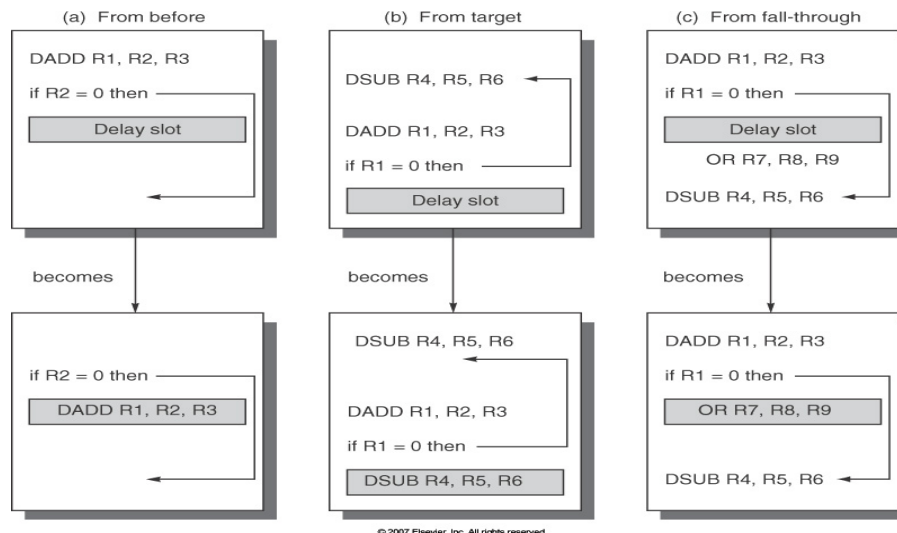 (a) From before
DADD R1, R2, R3
if R2 = 0 then
Delay slot
becomes
if R2 = 0 then
DADD R1, R2, R3
(b) From target
DSUB R4, R5, R6
DADD R1, R2, R3
if R1 = 0 then
Delay slot
becomes
DSUB R4, R5, R6
DADD R1, R2, R3
if R1 = 0 then
DSUB R4, R5, R6
(c) From fall-through
DADD R1, R2, R3
if R1 = 0 then
Delay slot
OR R7, R8, R9
DSUB R4, R5, R6
becomes
DADD R1, R2, R3
if R1 = 0 then
OR R7, R8, R9
DSUB R4, R5, R6
© 2007 Elsevier, Inc. All rights reserved.